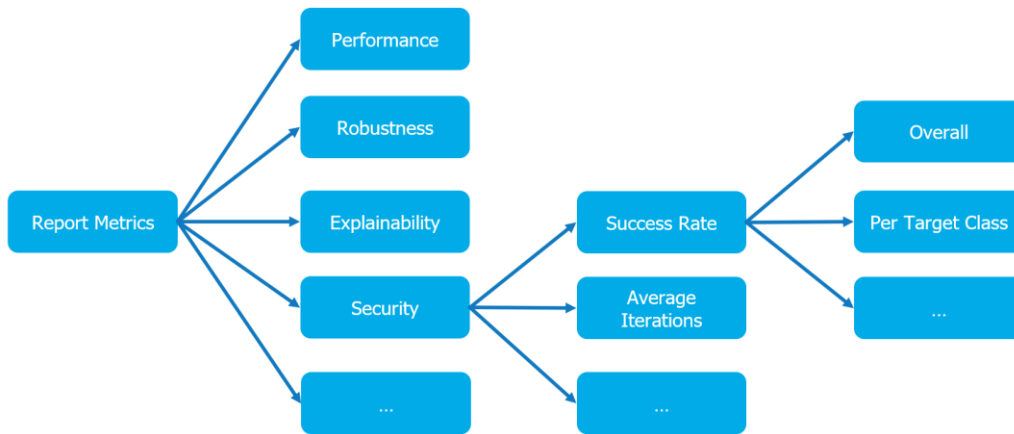 Performance
Robustness
Overall
Report Metrics
Explainability
Success Rate
Per Target Class
Security
Average
Iterations
...
...
...